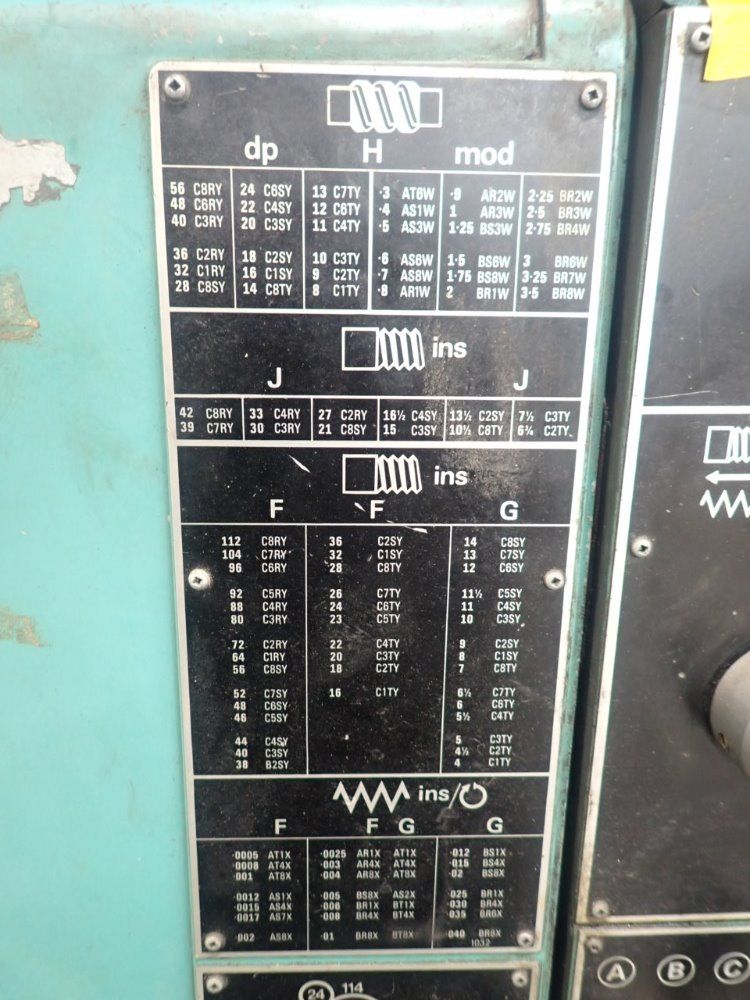 dp H mod
56 C8RY 24 C6SY 13 C7TY ·3 AT6W ·9 AR2W 2·25 BR2W
48 C6RY 22 C4SY 12 C6TY ·4 AS1W 1 AR3W 2·5 BR3W
40 C3RY 20 C3SY 11 C4TY ·5 AS3W 1·25 BS3W 2·75 BR4W
36 C2RY 18 C2SY 10 C3TY ·6 AS6W 1·5 BS6W 3 BR6W
32 C1RY 16 C1SY 9 C2TY ·7 AS8W 1·75 BS8W 3·25 BR7W
28 C8SY 14 C8TY 8 C1TY ·8 AR1W 2 BR1W 3·5 BR8W
ins
J J
42 C8RY 33 C4RY 27 C2RY 16½ C4SY 13½ C2SY 7½ C3TY
39 C7RY 30 C3RY 21 C8SY 15 C3SY 10½ C8TY 6¾ C2TY
ins
F F G
112 C8RY 36 C2SY 14 C8SY
104 C7RY 32 C1SY 13 C7SY
96 C6RY 28 C8TY 12 C6SY
92 C5RY 26 C7TY 11½ C5SY
88 C4RY 24 C6TY 11 C4SY
80 C3RY 23 C5TY 10 C3SY
72 C2RY 22 C4TY 9 C2SY
64 C1RY 20 C3TY 8 C1SY
56 C8SY 18 C2TY 7 C8TY
52 C7SY 16 C1TY 6½ C7TY
48 C6SY 6 C6TY
46 C5SY 5½ C4TY
44 C4SY 5 C3TY
40 C3SY 4½ C2TY
38 B2SY 4 C1TY
ins/
F F G G
·0005 AT1X ·0025 AR1X AT1X ·012 BS1X
·0008 AT4X ·003 AR4X AT4X ·015 BS4X
·001 AT8X ·004 AR8X AT8X ·02 BS8X
·0012 AS1X ·005 BS8X AS2X ·025 BR1X
·0015 AS4X ·006 BR1X BT1X ·030 BR4X
·0017 AS7X ·008 BR4X BT4X ·035
·002 AS8X ·01 BR8X BT8X ·040 BR8X
1032
24 114
A B C